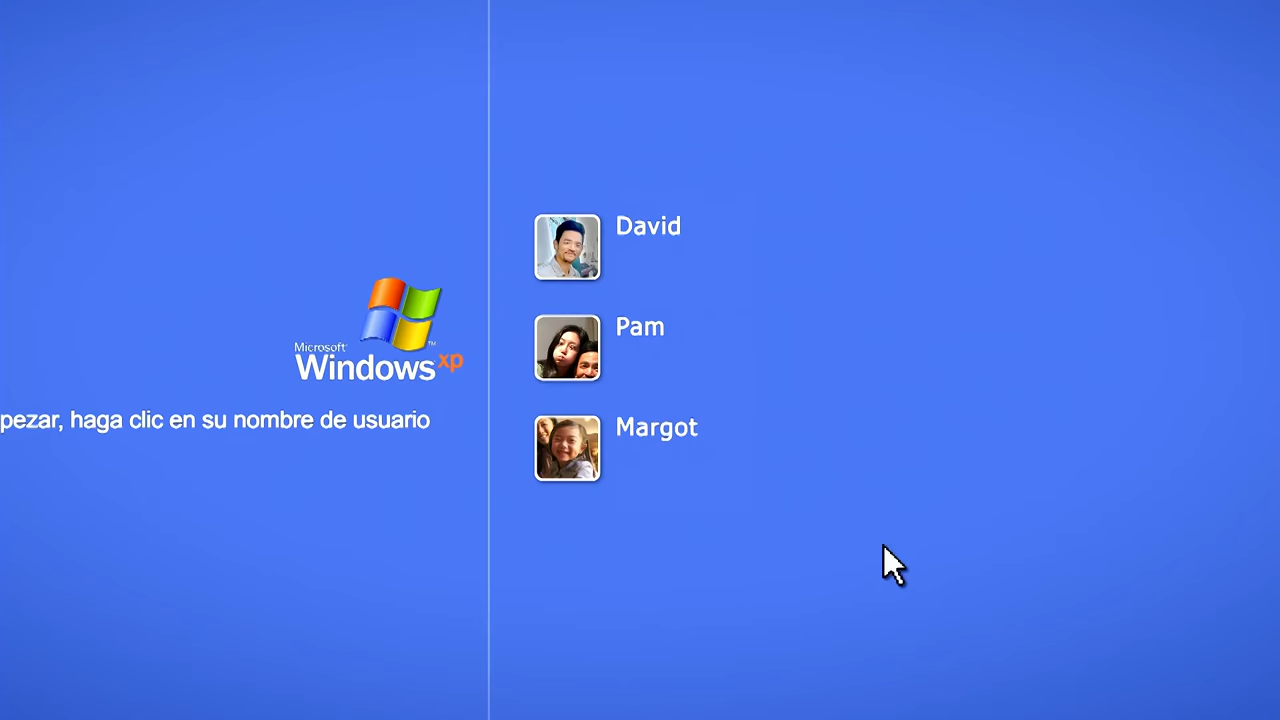 Microsoft
Windows xp
pezar, haga clic en su nombre de usuario
David
Pam
Margot